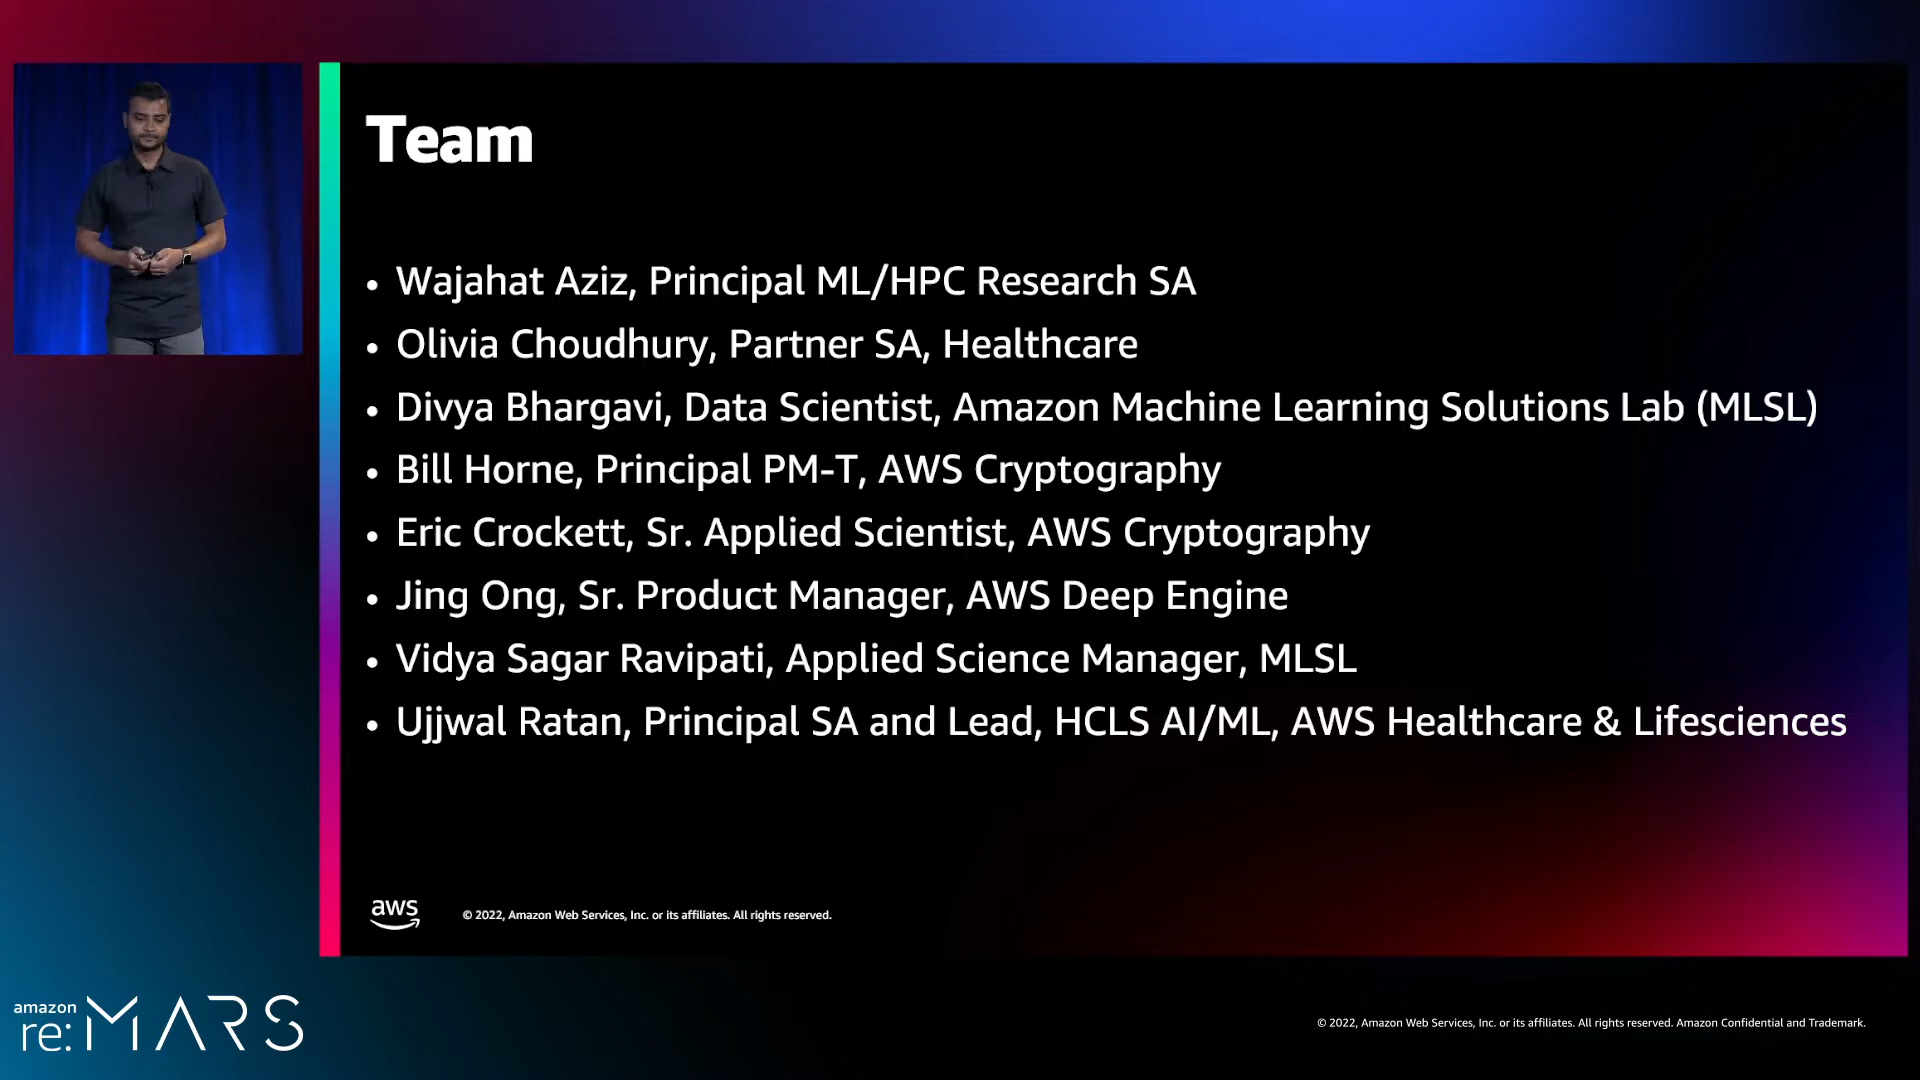 Team
• Wajahat Aziz, Principal ML/HPC Research SA
• Olivia Choudhury, Partner SA, Healthcare
• Divya Bhargavi, Data Scientist, Amazon Machine Learning Solutions Lab (MLSL)
• Bill Horne, Principal PM-T, AWS Cryptography
• Eric Crockett, Sr. Applied Scientist, AWS Cryptography
• Jing Ong, Sr. Product Manager, AWS Deep Engine
• Vidya Sagar Ravipati, Applied Science Manager, MLSL
• Ujjwal Ratan, Principal SA and Lead, HCLS AI/ML, AWS Healthcare & Lifesciences
aws
© 2022, Amazon Web Services, Inc. or its affiliates. All rights reserved.
amazon
re:MARS
© 2022, Amazon Web Services, Inc. or its affiliates. All rights reserved. Amazon Confidential and Trademark.